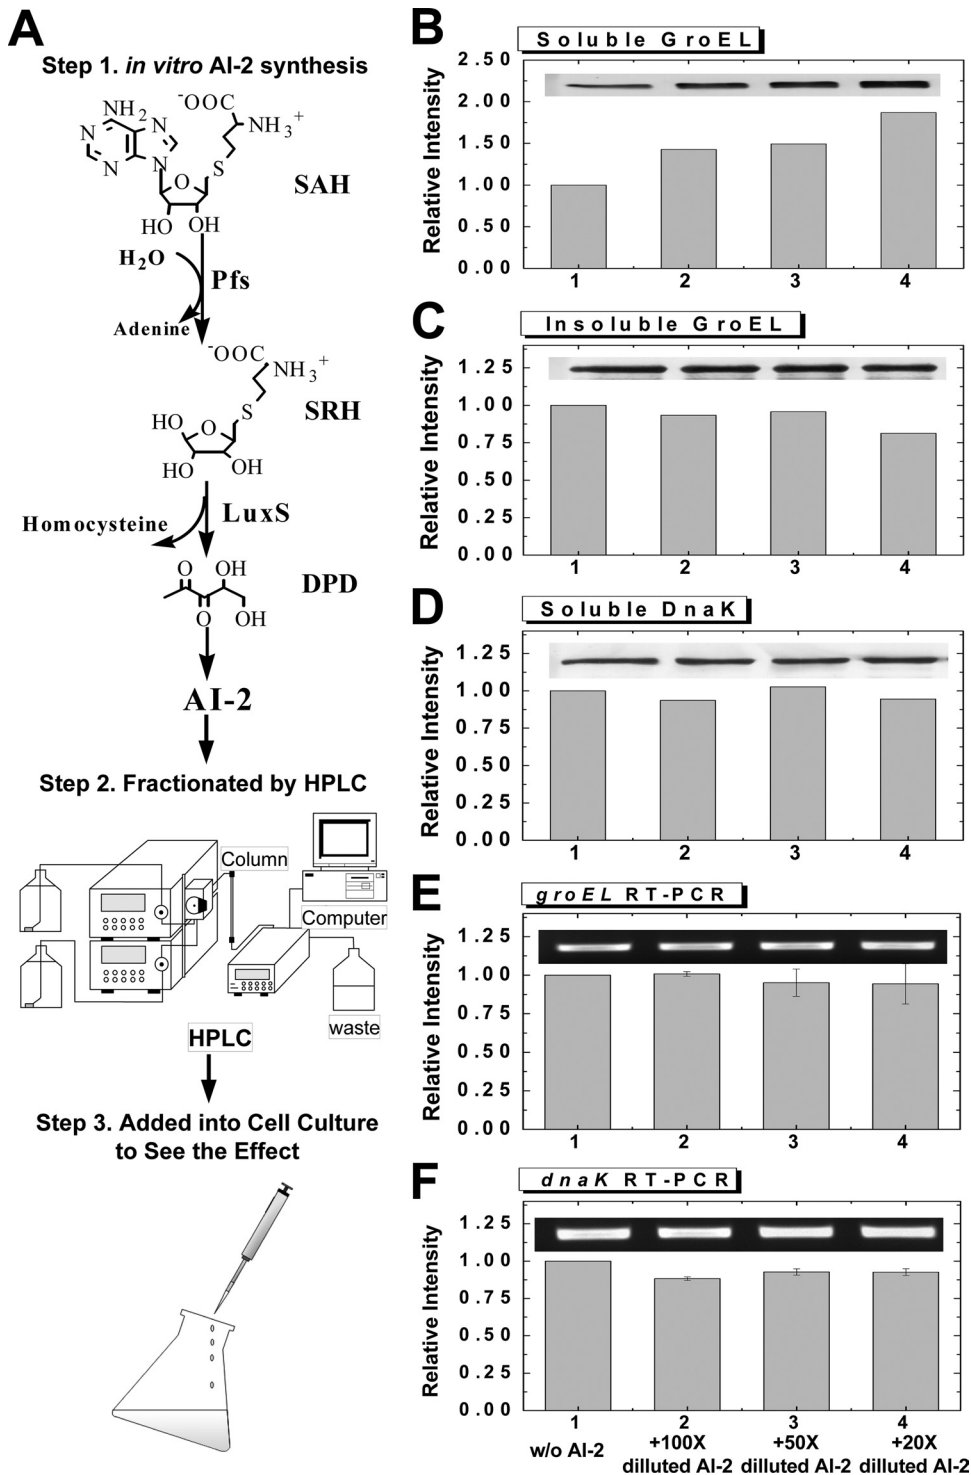 A
Step 1. in vitro AI-2 synthesis
NH2
N
N
N
N
-OOC
NH3+
S
O
HO
OH
SAH
H2O
Pfs
Adenine
-OOC
NH3+
S
SRH
HO
O
HO
OH
Homocysteine
LuxS
O
OH
O
OH
DPD
AI-2
Step 2. Fractionated by HPLC
Column
Computer
waste
HPLC
Step 3. Added into Cell Culture
to See the Effect
B
Soluble GroEL
Relative Intensity
2.50
2.00
1.50
1.00
0.50
0.00
1 2 3 4
C
Insoluble GroEL
Relative Intensity
1.25
1.00
0.75
0.50
0.25
0.00
1 2 3 4
D
Soluble DnaK
Relative Intensity
1.25
1.00
0.75
0.50
0.25
0.00
1 2 3 4
E
groEL RT-PCR
Relative Intensity
1.25
1.00
0.75
0.50
0.25
0.00
1 2 3 4
F
dnaK RT-PCR
Relative Intensity
1.25
1.00
0.75
0.50
0.25
0.00
1 2 3 4
w/o AI-2 +100X +50X +20X
dilluted AI-2 dilluted AI-2 dilluted AI-2